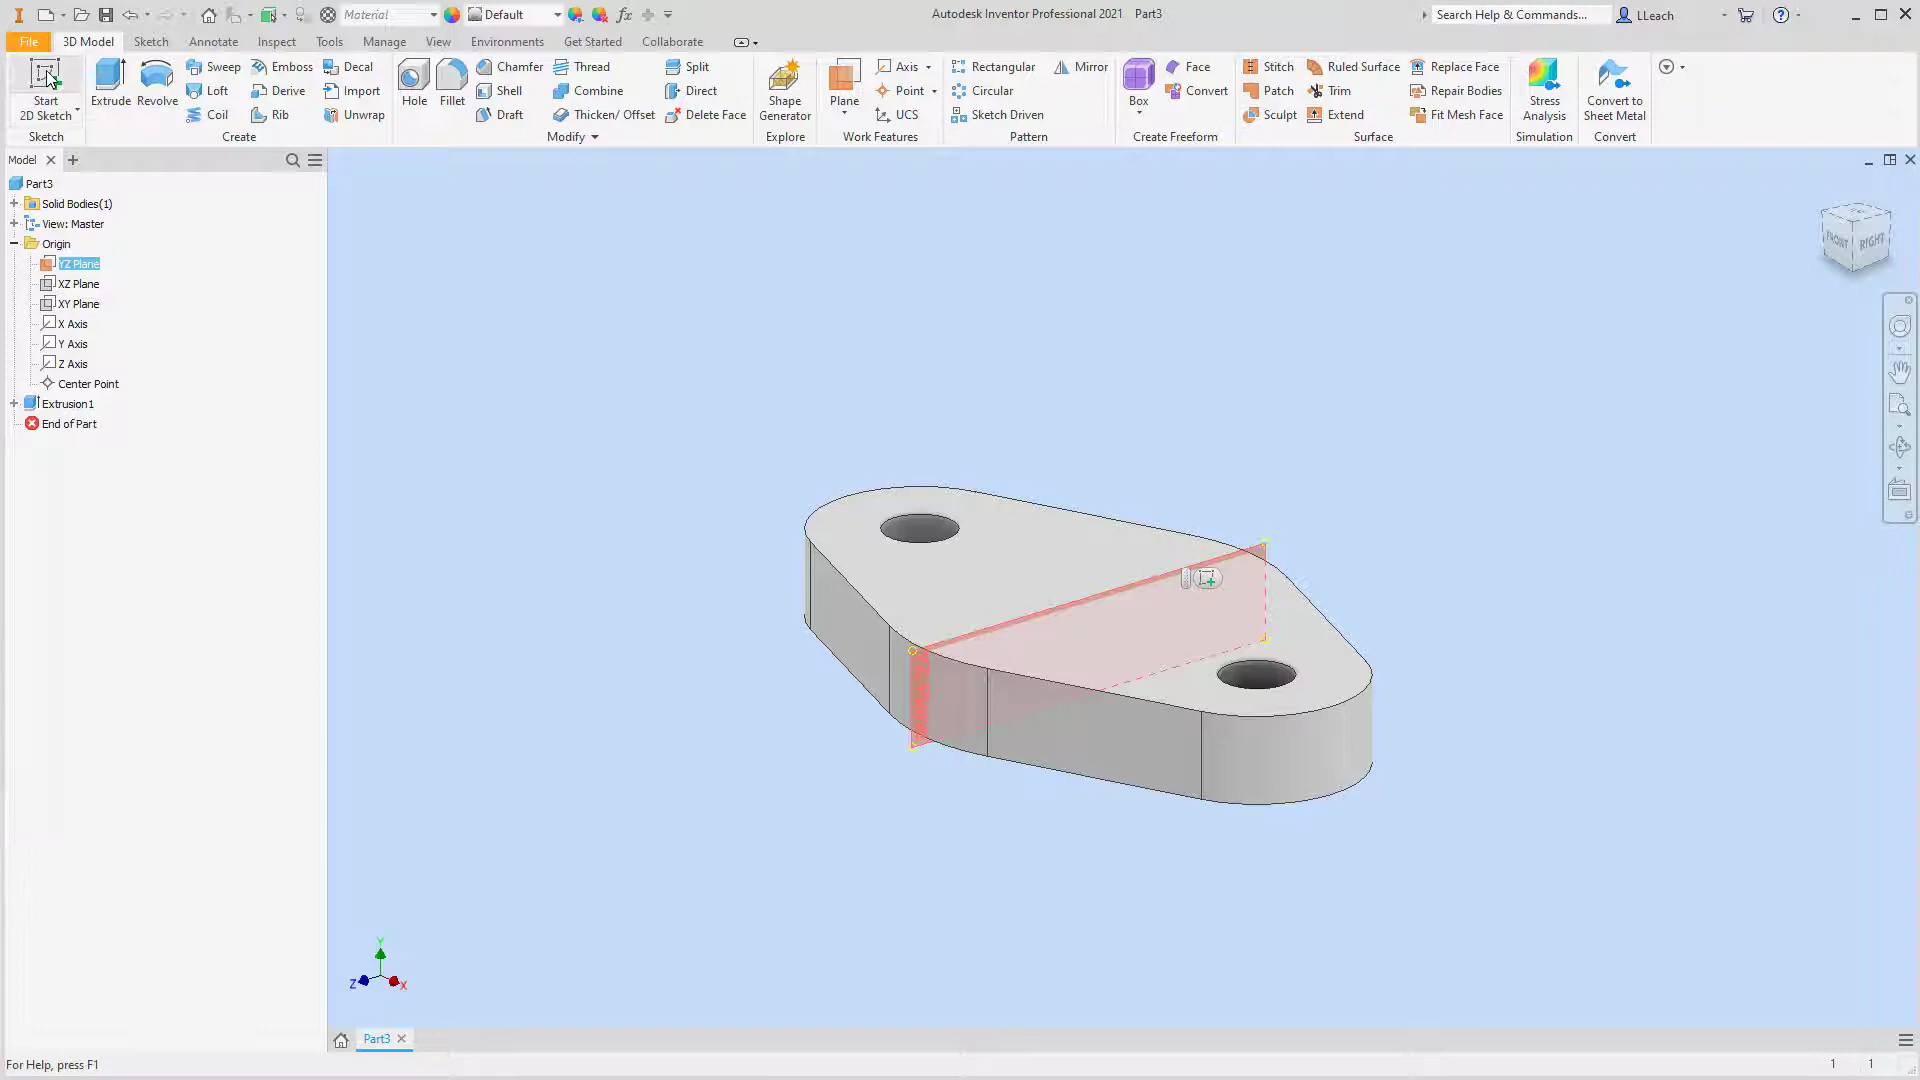 Material Default Autodesk Inventor Professional 2021 Part3 Search Help & Commands... LLeach
File 3D Model Sketch Annotate Inspect Tools Manage View Environments Get Started Collaborate
Start
2D Sketch
Sketch
Extrude
Revolve
Sweep
Loft
Coil
Emboss
Derive
Rib
Decal
Import
Unwrap
Create
Hole
Fillet
Chamfer
Shell
Draft
Thread
Combine
Thicken/ Offset
Split
Direct
Delete Face
Modify
Shape
Generator
Explore
Plane
Axis
Point
UCS
Work Features
Rectangular
Circular
Sketch Driven
Mirror
Pattern
Box
Face
Convert
Create Freeform
Stitch
Patch
Sculpt
Ruled Surface
Trim
Extend
Replace Face
Repair Bodies
Fit Mesh Face
Surface
Stress
Analysis
Simulation
Convert to
Sheet Metal
Convert
Model
Part3
Solid Bodies(1)
View: Master
Origin
YZ Plane
XZ Plane
XY Plane
X Axis
Y Axis
Z Axis
Center Point
Extrusion1
End of Part
FRONT RIGHT
Y
Z
X
Part3
For Help, press F1
1 1